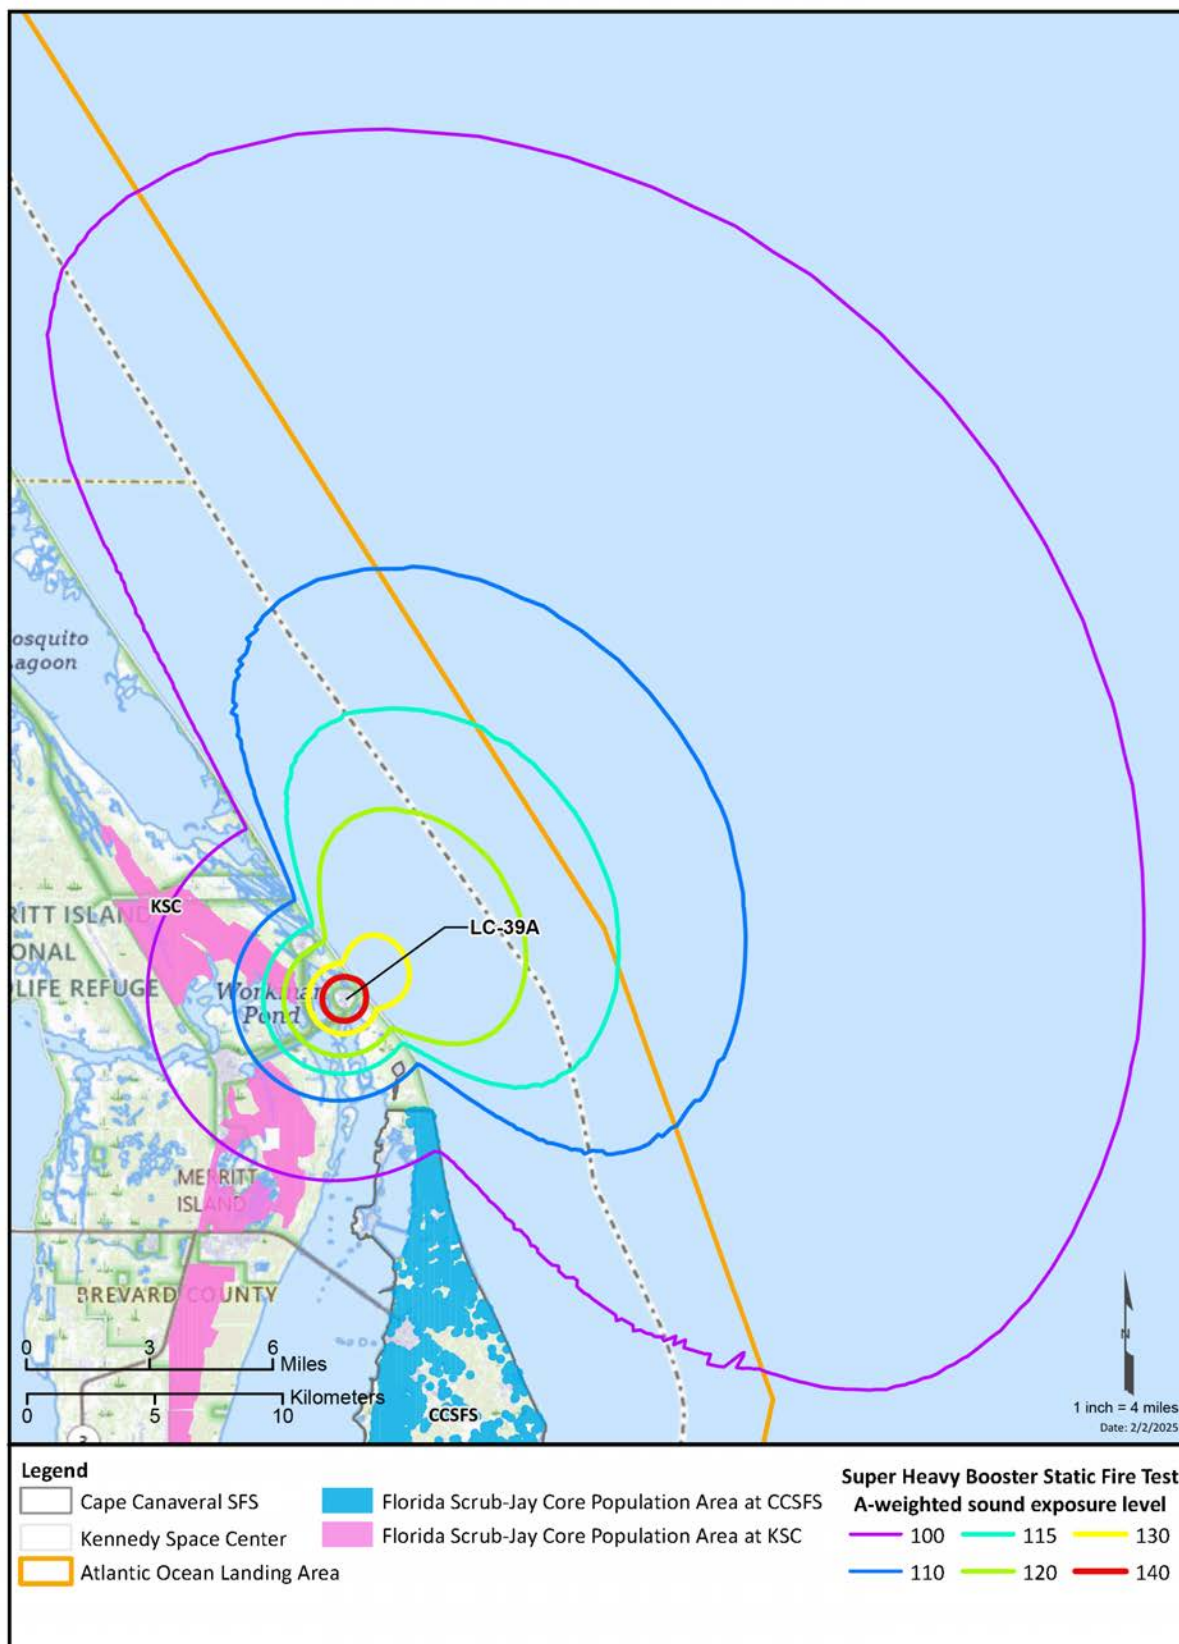 osquito
agoon
KSC
RITT ISLAND
ONAL
LIFE REFUGE
LC-39A
Workman
Pond
MERRITT
ISLAND
BREVARD COUNTY
0 3 6
Miles
Kilometers
0 5 10
CCSFS
N
1 inch = 4 miles
Date: 2/2/2025
Legend
Cape Canaveral SFS
Kennedy Space Center
Atlantic Ocean Landing Area
Florida Scrub-Jay Core Population Area at CCSFS
Florida Scrub-Jay Core Population Area at KSC
Super Heavy Booster Static Fire Test
A-weighted sound exposure level
100 115 130
110 120 140